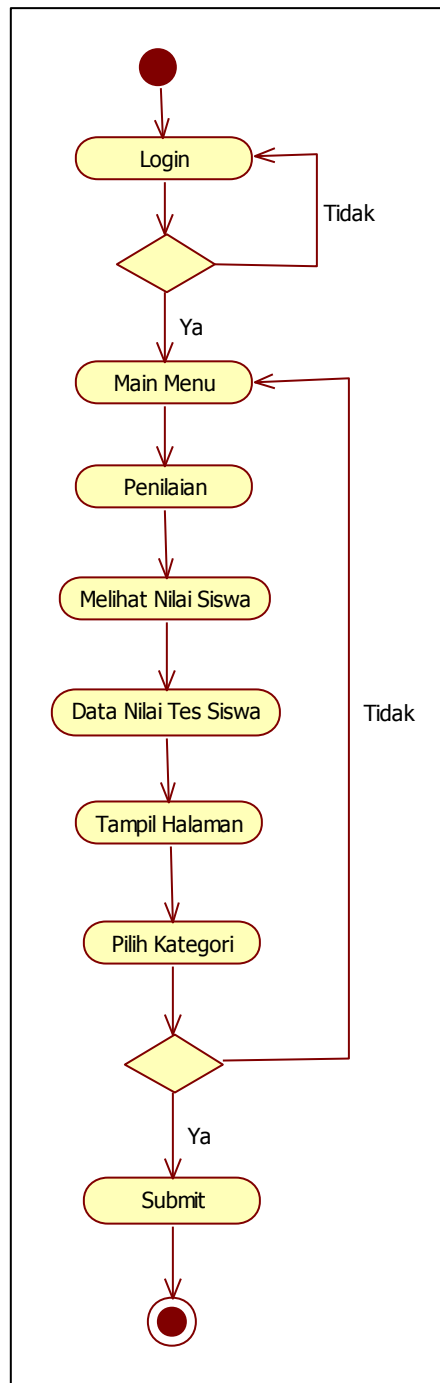 Login
Tidak
Ya
Main Menu
Penilaian
Melihat Nilai Siswa
Data Nilai Tes Siswa
Tidak
Tampil Halaman
Pilih Kategori
Ya
Submit